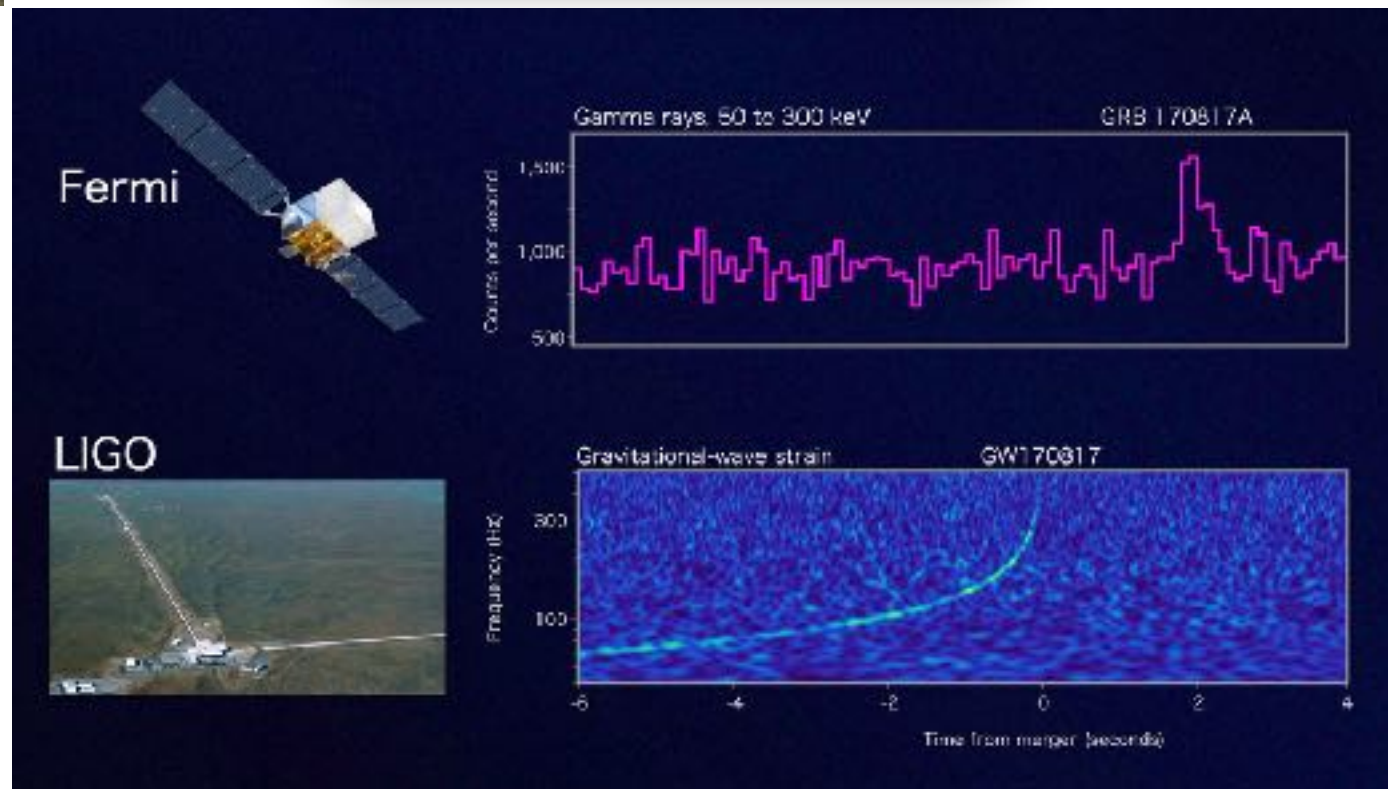 Fermi
Gamma rays, 50 to 300 keV
GRB 170817A
Counts per second
1,500
1,000
500
LIGO
Gravitational-wave strain
GW170817
Frequency (Hz)
300
100
-6
-4
-2
0
2
4
Time from merger (seconds)